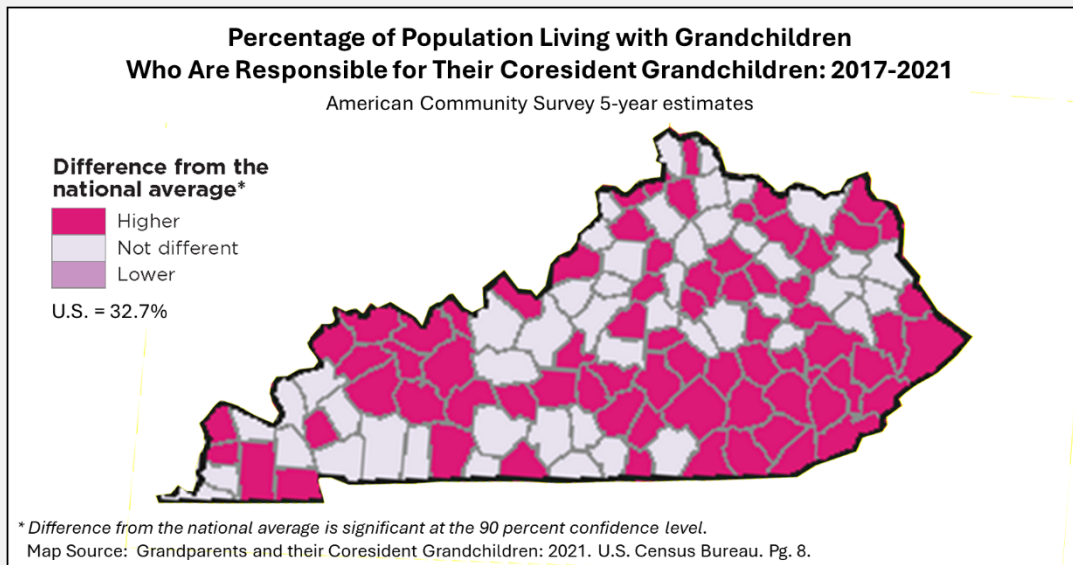 Percentage of Population Living with Grandchildren
Who Are Responsible for Their Coresident Grandchildren: 2017-2021
American Community Survey 5-year estimates
Difference from the
national average*
Higher
Not different
Lower
U.S. = 32.7%
* Difference from the national average is significant at the 90 percent confidence level.
Map Source: Grandparents and their Coresident Grandchildren: 2021. U.S. Census Bureau. Pg. 8.